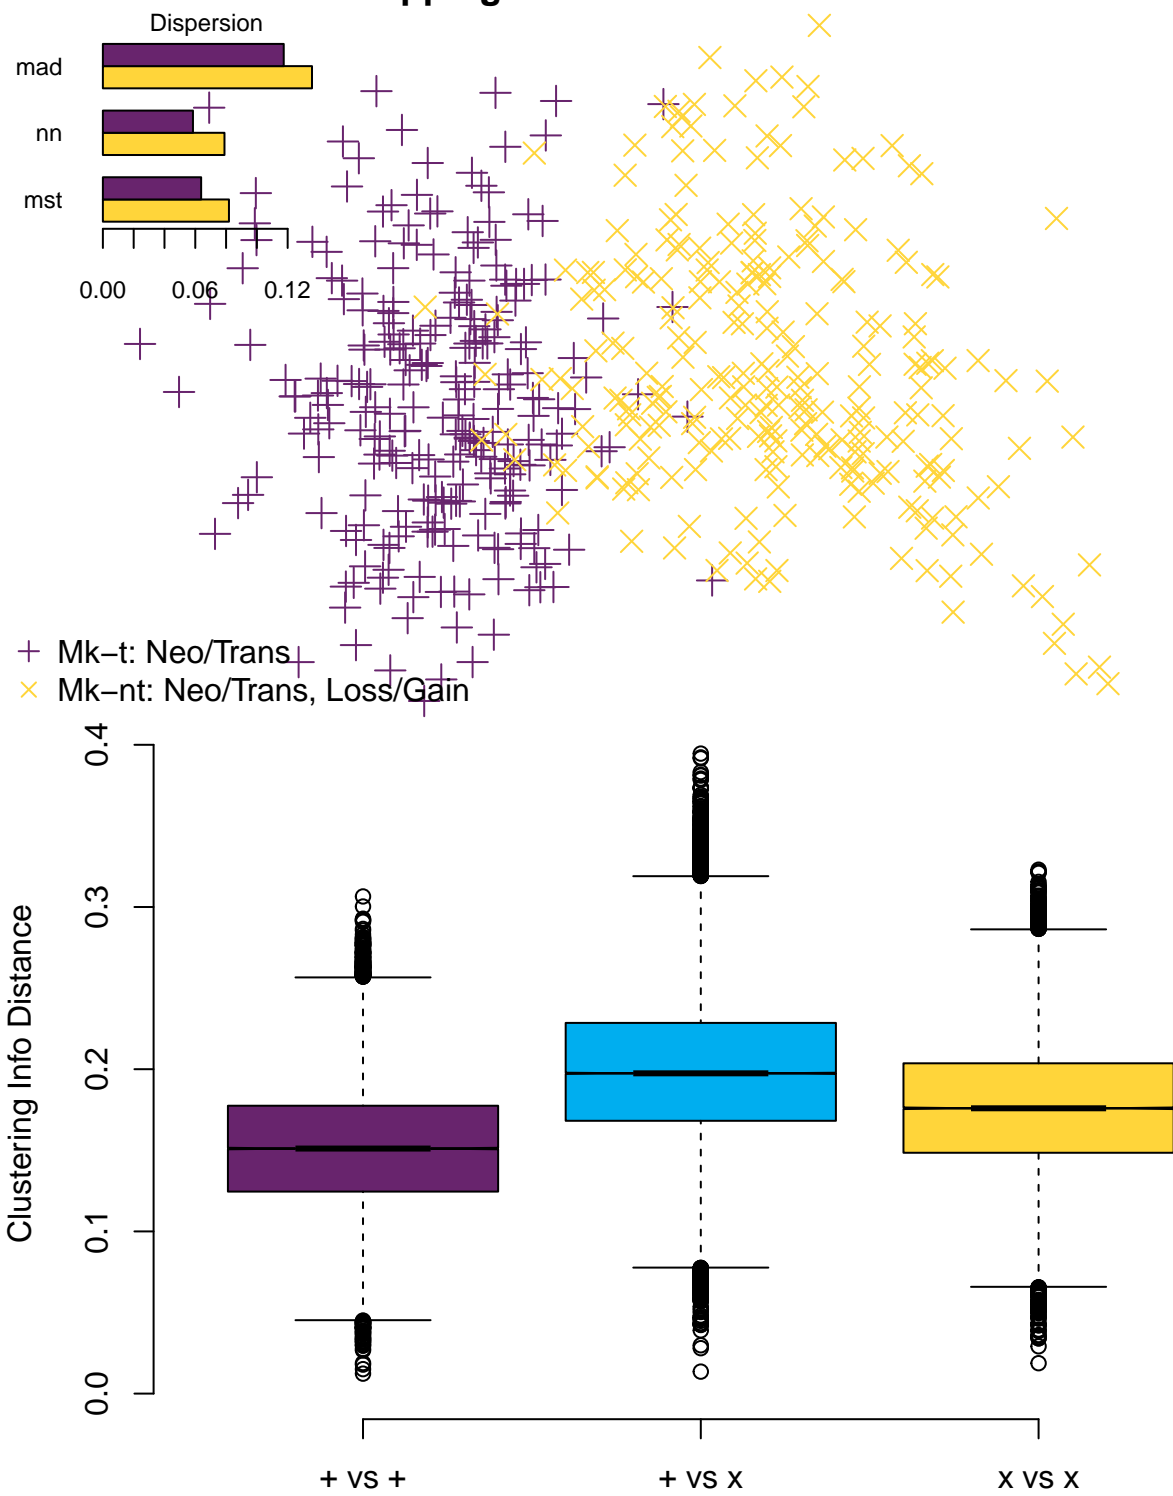 pping
Dispersion
mad
nn
mst
0.00 0.06 0.12
Mk−t: Neo/Trans
Mk−nt: Neo/Trans, Loss/Gain
Clustering Info Distance
0.4
0.3
0.2
0.1
0.0
+ vs + + vs x x vs x